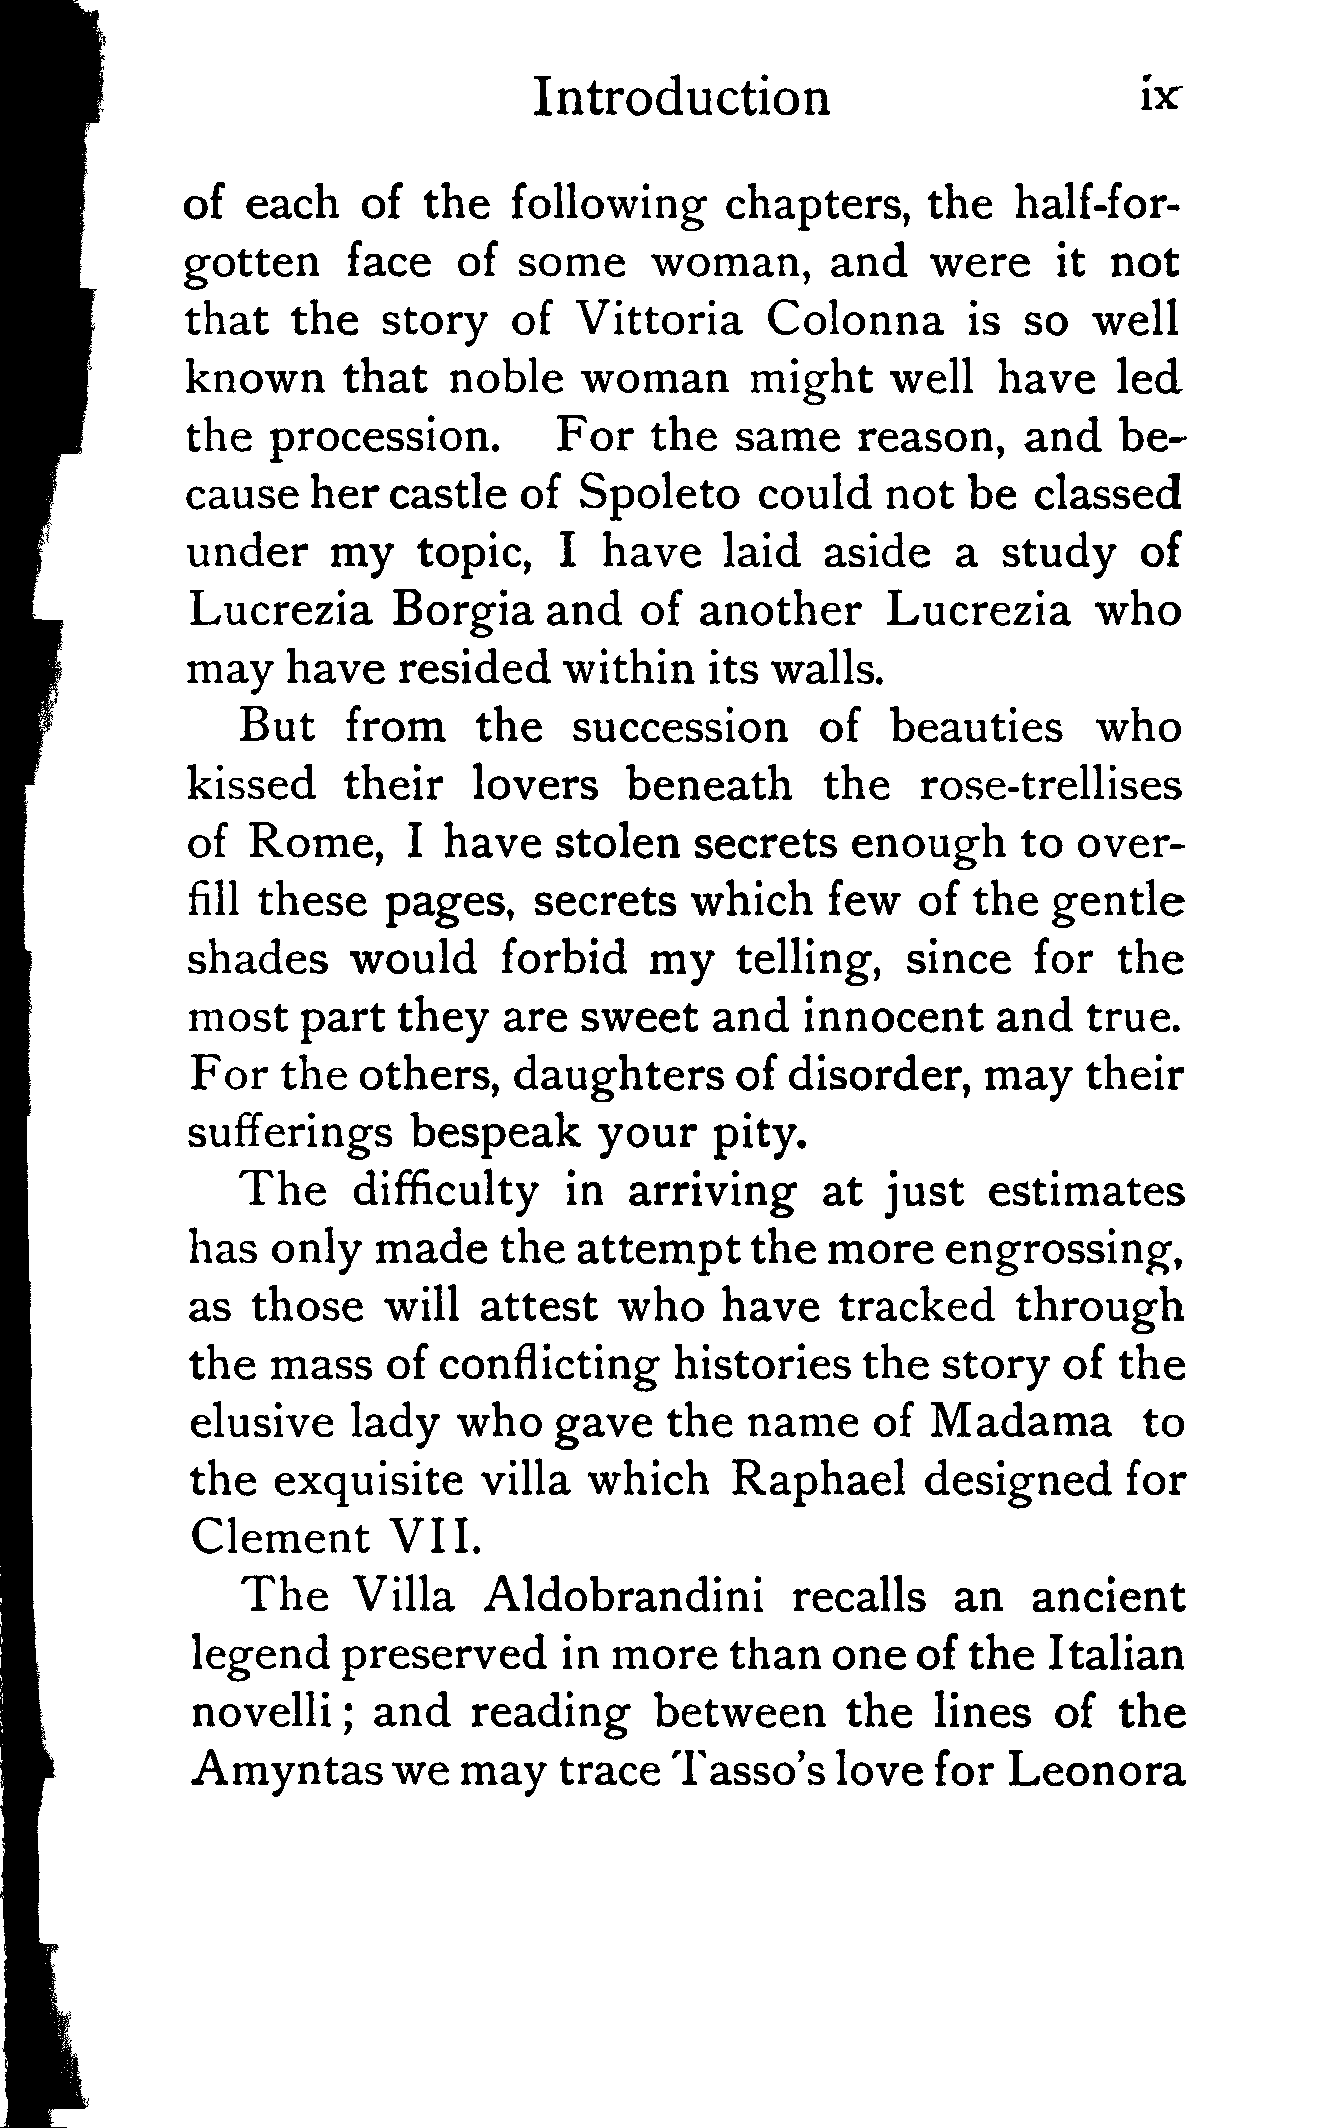 Introduction ix
of each of the following chapters, the half-for-
gotten face of some woman, and were it not
that the story of Vittoria Colonna is so well
known that noble woman might well have led
the procession. For the same reason, and be-
cause her castle of Spoleto could not be classed
under my topic, I have laid aside a study of
Lucrezia Borgia and of another Lucrezia who
may have resided within its walls.
But from the succession of beauties who
kissed their lovers beneath the rose-trellises
of Rome, I have stolen secrets enough to over-
fill these pages, secrets which few of the gentle
shades would forbid my telling, since for the
most part they are sweet and innocent and true.
For the others, daughters of disorder, may their
sufferings bespeak your pity.
The difficulty in arriving at just estimates
has only made the attempt the more engrossing,
as those will attest who have tracked through
the mass of conflicting histories the story of the
elusive lady who gave the name of Madama to
the exquisite villa which Raphael designed for
Clement VII.
The Villa Aldobrandini recalls an ancient
legend preserved in more than one of the Italian
novelli; and reading between the lines of the
Amyntas we may trace Tasso's love for Leonora